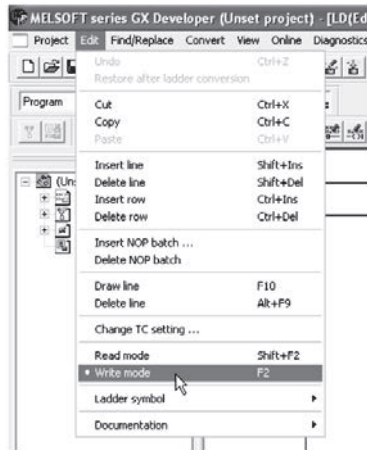 MELSOFT series GX Developer (Unset project) - [LD(Ed
Project Edit Find/Replace Convert View Online Diagnostics
Undo Ctrl+Z
Restore after ladder conversion
Program
Cut Ctrl+X
Copy Ctrl+C
Paste Ctrl+V
Insert line Shift+Ins
(Uns
Delete line Shift+Del
Insert row Ctrl+Ins
Delete row Ctrl+Del
Insert NOP batch ...
Delete NOP batch
Draw line F10
Delete line Alt+F9
Change TC setting ...
Read mode Shift+F2
• Write mode F2
Ladder symbol
Documentation